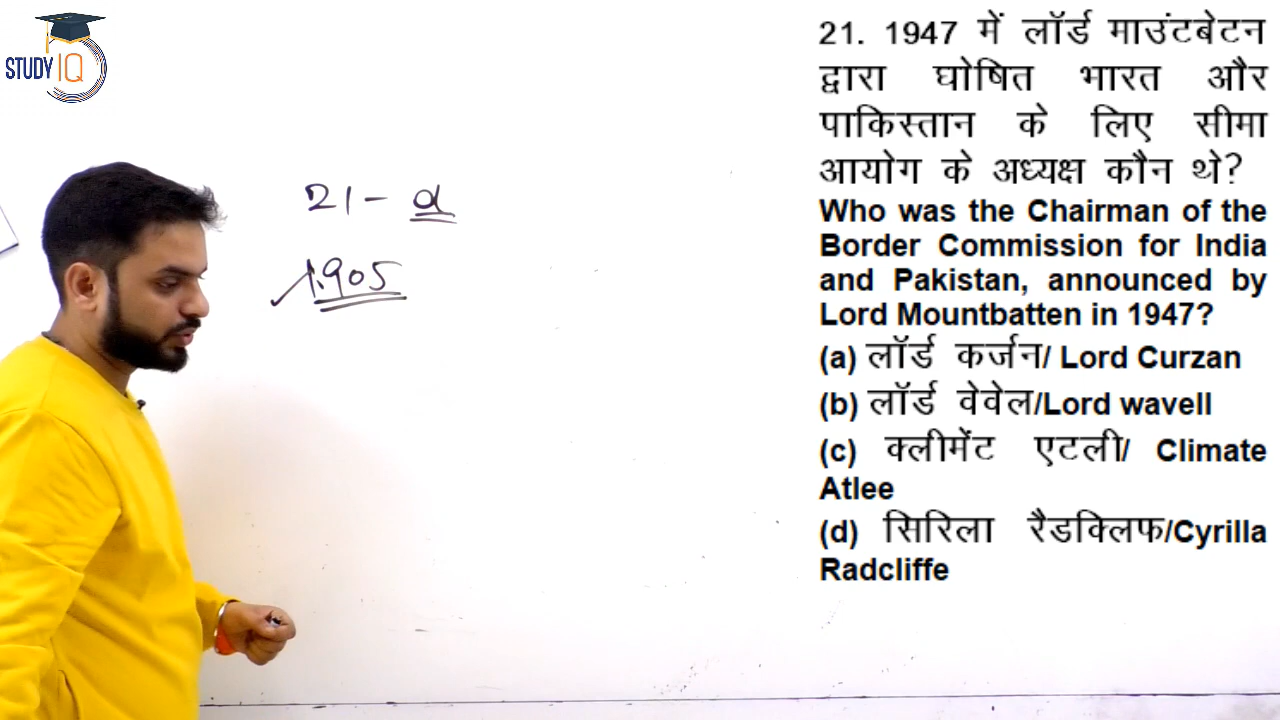 STUDY IQ
21 - d
1905
21. 1947 में लॉर्ड माउंटबेटन
द्वारा घोषित भारत और
पाकिस्तान के लिए सीमा
आयोग के अध्यक्ष कौन थे?
Who was the Chairman of the
Border Commission for India
and Pakistan, announced by
Lord Mountbatten in 1947?
(a) लॉर्ड कर्जन/ Lord Curzan
(b) लॉर्ड वेवेल/Lord wavell
(c) क्लीमेंट एटली/ Climate
Atlee
(d) सिरिला रैडक्लिफ/Cyrilla
Radcliffe